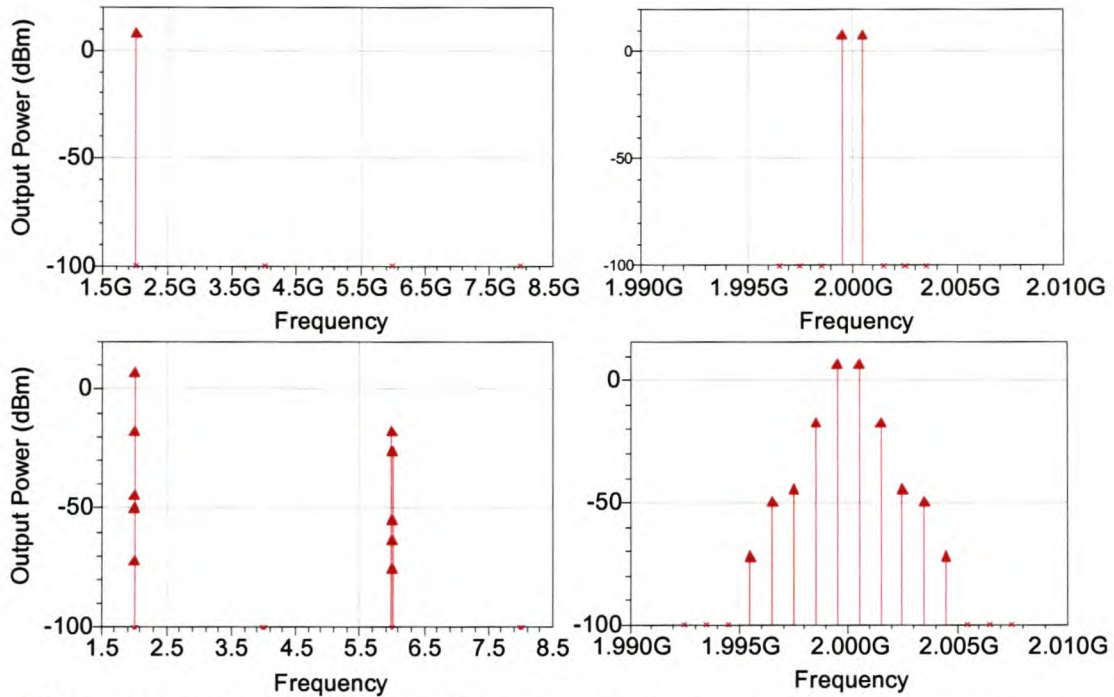 Output Power (dBm)
0
-50
-100
1.5G 2.5G 3.5G 4.5G 5.5G 6.5G 7.5G 8.5G
Frequency
0
-50
-100
1.990G 1.995G 2.000G 2.005G 2.010G
Frequency
Output Power (dBm)
0
-50
-100
1.5 2.5 3.5 4.5 5.5 6.5 7.5 8.5
Frequency
0
-50
-100
1.990G 1.995G 2.000G 2.005G 2.010G
Frequency